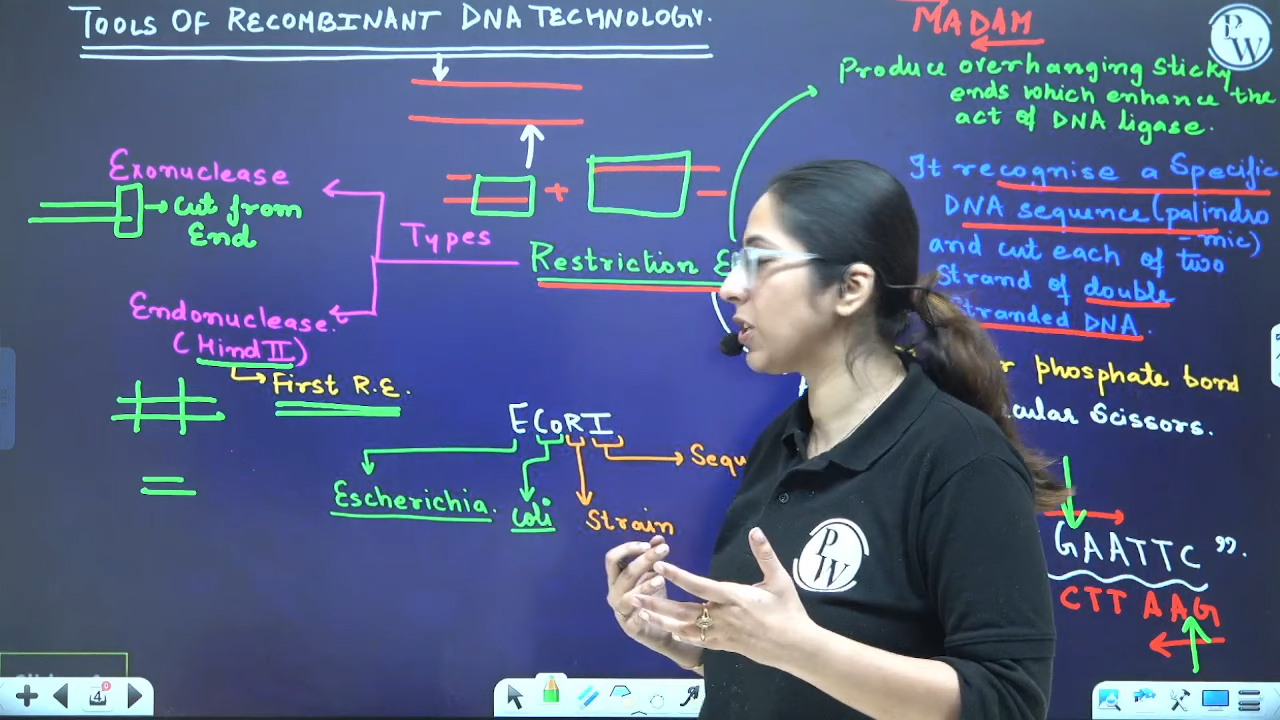 TOOLS OF RECOMBINANT DNA TECHNOLOGY.
MADAM
PW
Produce overhanging sticky
ends which enhance the
act of DNA ligase.
Exonuclease
Cut from
End
+
Types
Restriction E
It recognise a Specific
DNA sequence (palindro
-mic)
and cut each of two
Strand of double
Stranded DNA.
Endonuclease.
(Hind II)
First R.E.
phosphate bond
Scissors.
ECoRI
Escherichia.
coli
Strain
GAATTC ”.
CTTAAG
PW
4
0